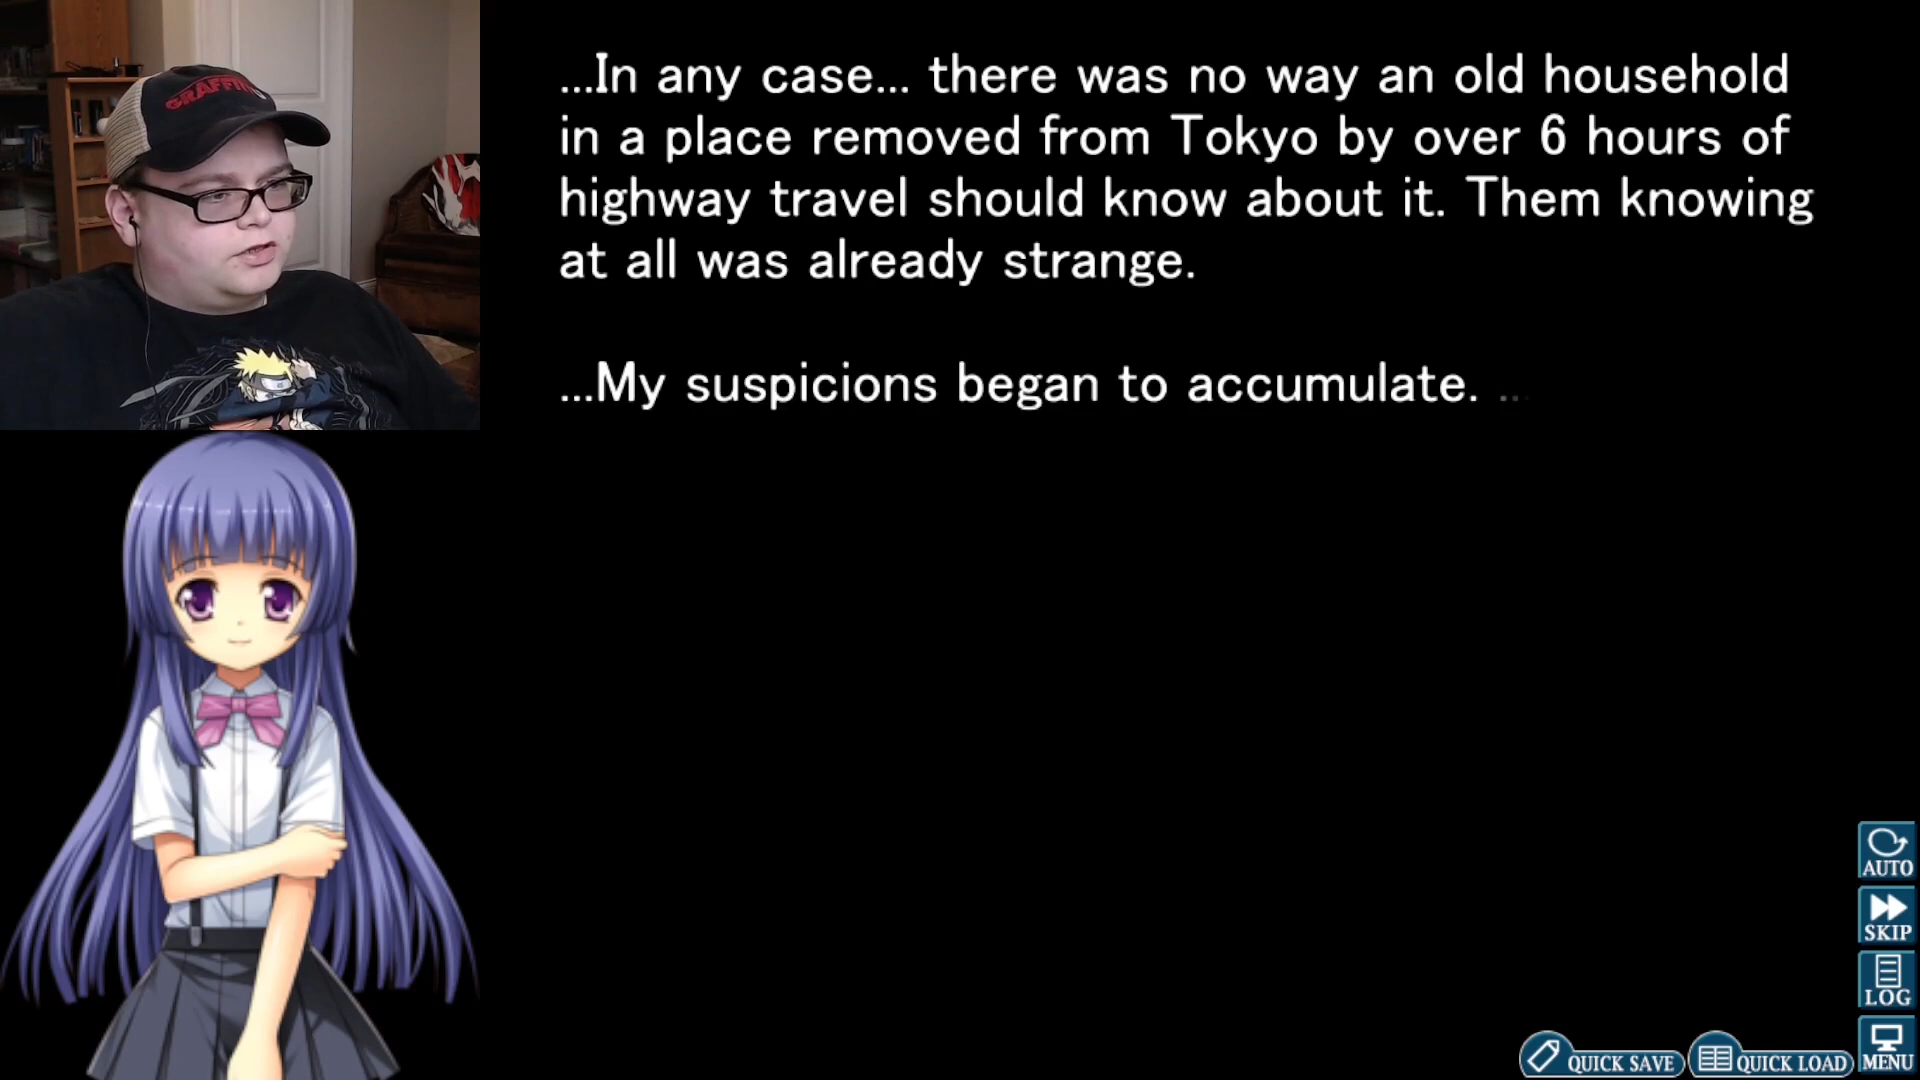 GRAFFITI
...In any case... there was no way an old household
in a place removed from Tokyo by over 6 hours of
highway travel should know about it. Them knowing
at all was already strange.
...My suspicions began to accumulate. ...
AUTO
SKIP
LOG
MENU
QUICK SAVE
QUICK LOAD